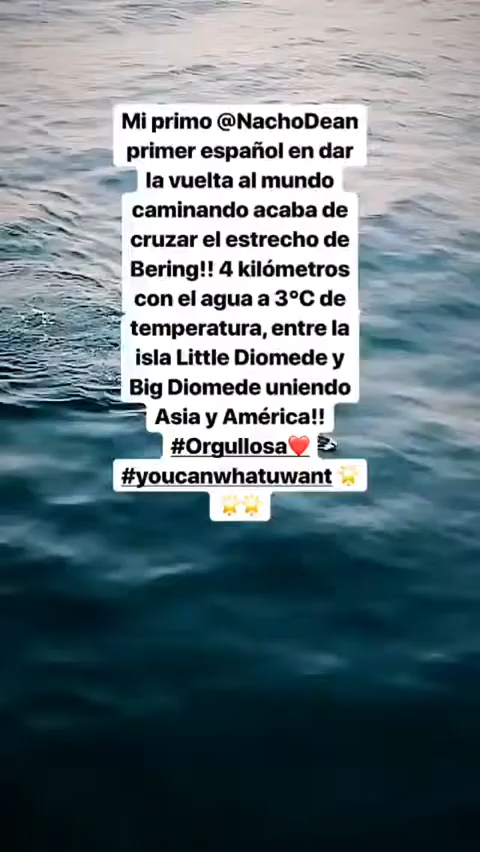 Mi primo @NachoDean
primer español en dar
la vuelta al mundo
caminando acaba de
cruzar el estrecho de
Bering!! 4 kilómetros
con el agua a 3ºC de
temperatura, entre la
isla Little Diomede y
Big Diomede uniendo
Asia y América!!
#Orgullosa❤️
#youcanwhatuwant 🌟
🌟🌟